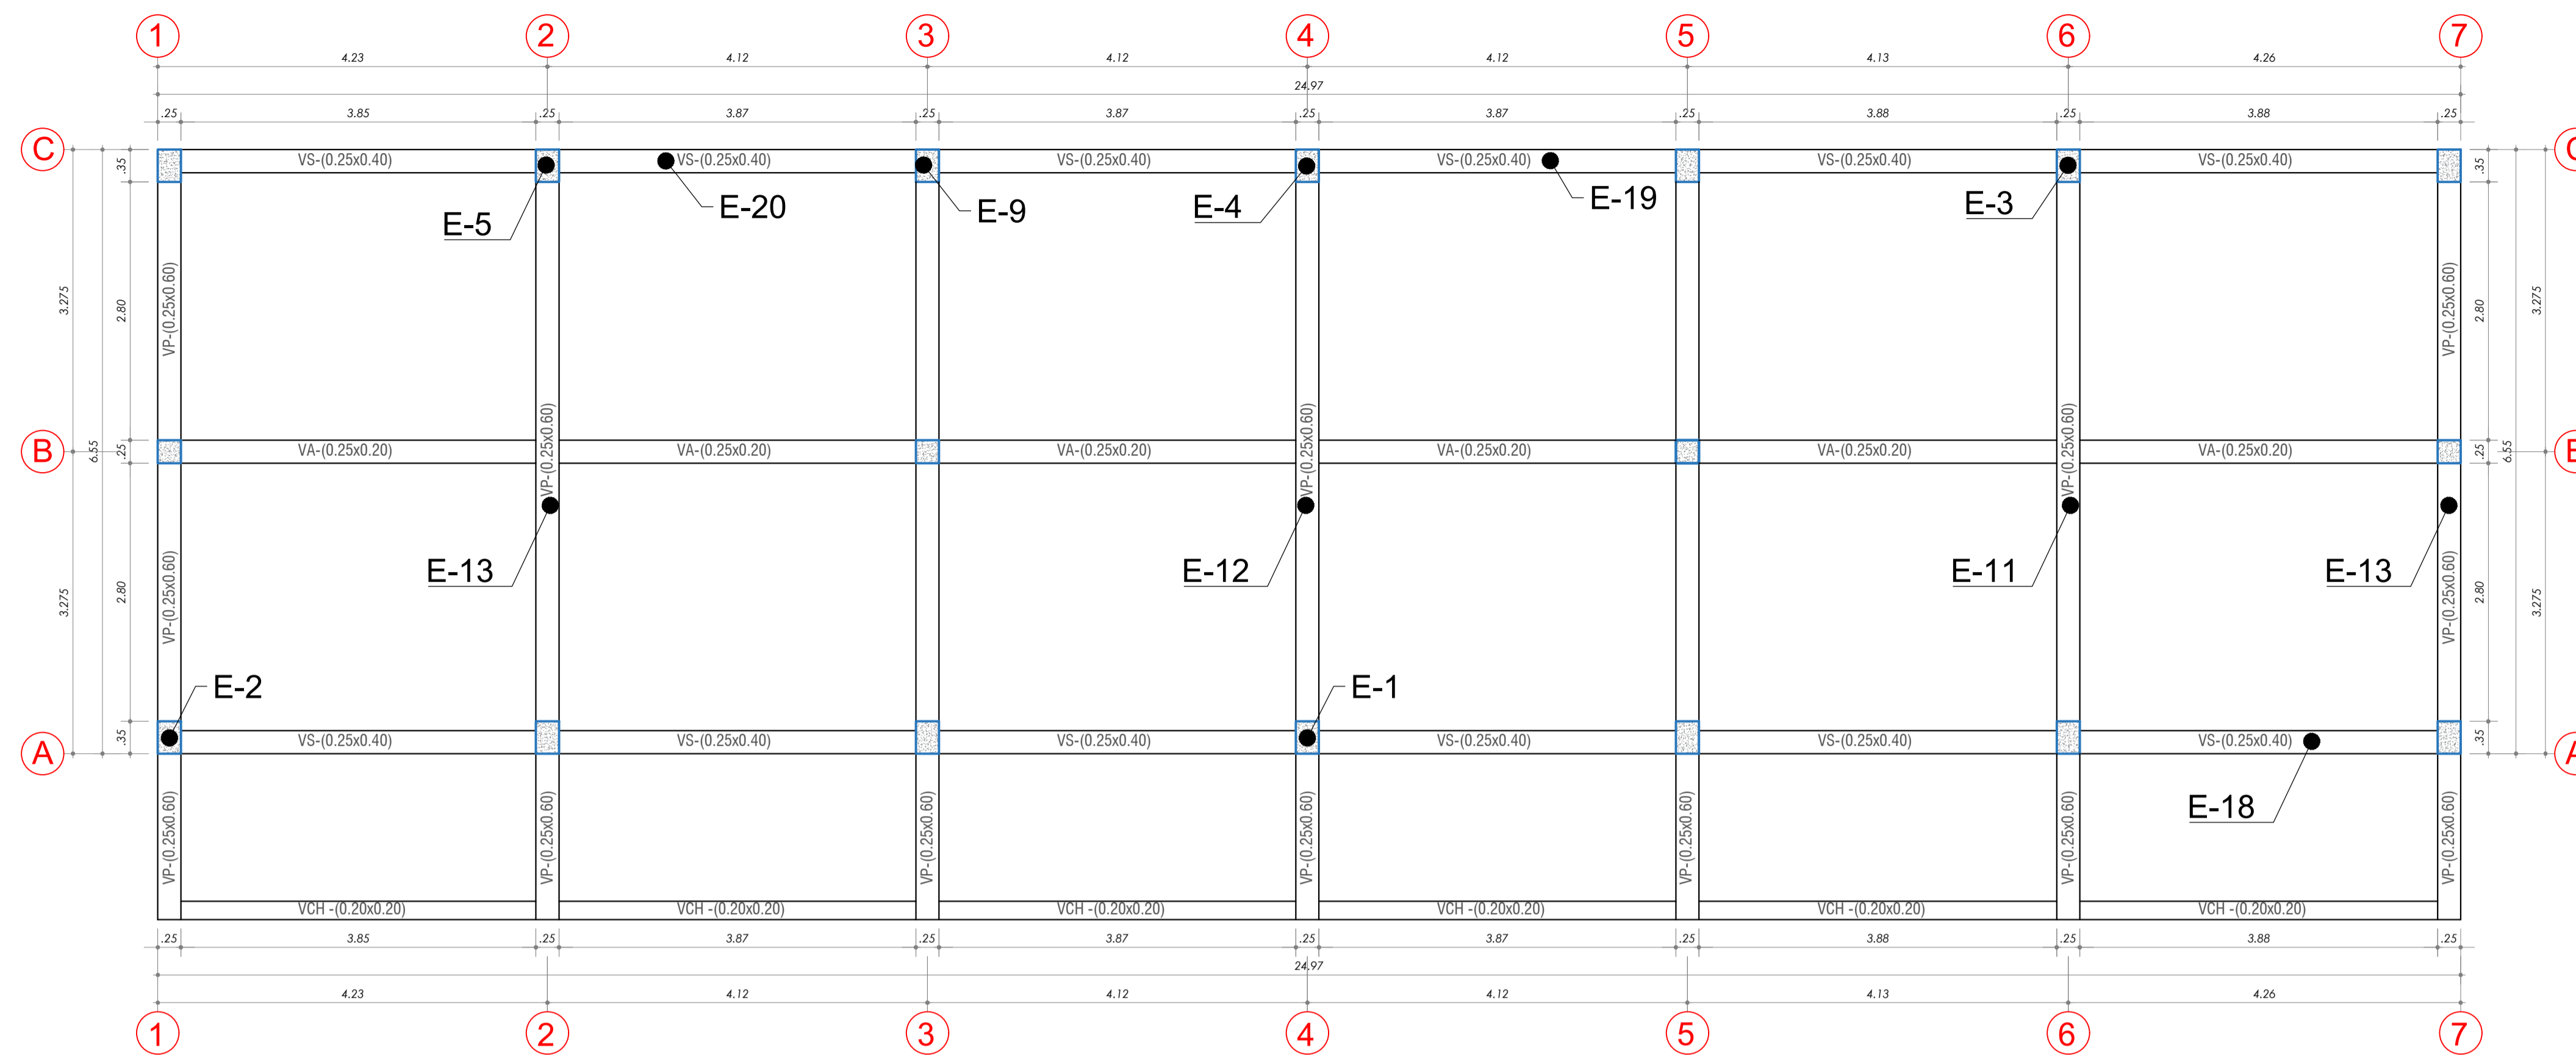 1 2 3 4 5 6 7
4.23 4.12 4.12 4.12 4.13 4.26
24.97
.25 3.85 .25 3.87 .25 3.87 .25 3.87 .25 3.88 .25 3.88 .25
C .35 VS-(0.25x0.40) VS-(0.25x0.40) VS-(0.25x0.40) VS-(0.25x0.40) VS-(0.25x0.40) VS-(0.25x0.40) .35
E-5 E-20 E-9 E-4 E-19 E-3
3.275 2.80 VP-(0.25x0.60) VP-(0.25x0.60) 2.80 3.275
VP-(0.25x0.60) VP-(0.25x0.60) VP-(0.25x0.60)
B 6.55 .25 VA-(0.25x0.20) VA-(0.25x0.20) VA-(0.25x0.20) VA-(0.25x0.20) VA-(0.25x0.20) VA-(0.25x0.20) .25 6.55
E-13 E-12 E-11 E-13
3.275 2.80 VP-(0.25x0.60) VP-(0.25x0.60) 2.80 3.275
E-2 E-1
A .35 VS-(0.25x0.40) VS-(0.25x0.40) VS-(0.25x0.40) VS-(0.25x0.40) VS-(0.25x0.40) VS-(0.25x0.40) .35
E-18
VP-(0.25x0.60) VP-(0.25x0.60) VP-(0.25x0.60) VP-(0.25x0.60) VP-(0.25x0.60) VP-(0.25x0.60) VP-(0.25x0.60)
VCH -(0.20x0.20) VCH -(0.20x0.20) VCH -(0.20x0.20) VCH -(0.20x0.20) VCH -(0.20x0.20) VCH -(0.20x0.20)
.25 3.85 .25 3.87 .25 3.87 .25 3.87 .25 3.88 .25 3.88 .25
24.97
4.23 4.12 4.12 4.12 4.13 4.26
1 2 3 4 5 6 7